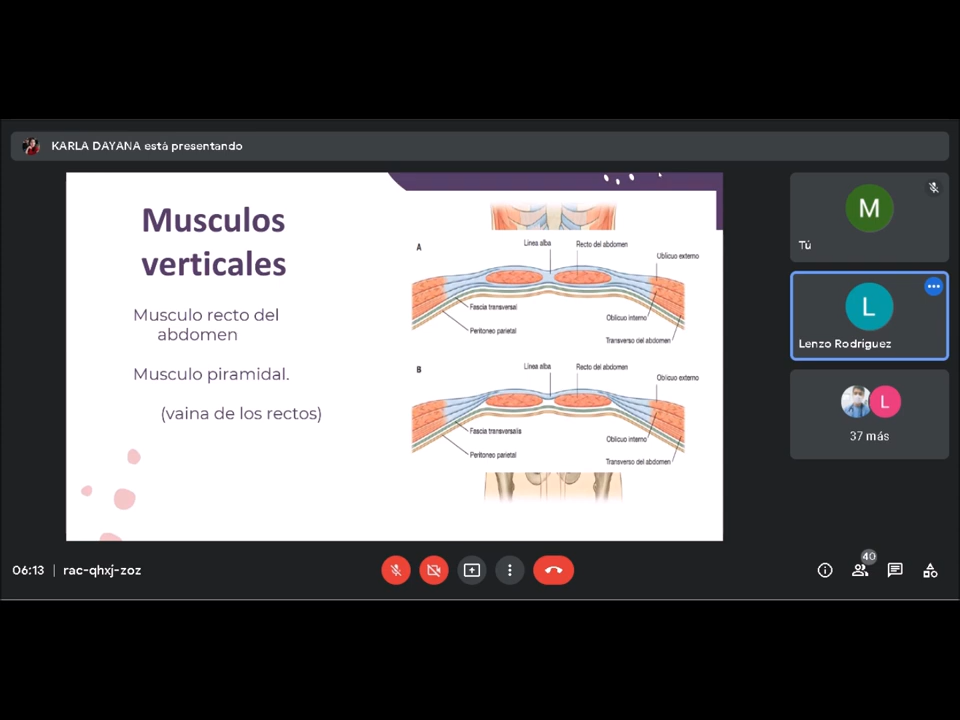 KARLA DAYANA está presentando
Musculos
verticales
Musculo recto del
abdomen
Musculo piramidal.
(vaina de los rectos)
A
Linea alba
Recto del abdomen
Oblicuo externo
Fascia transversal
Peritoneo parietal
Oblicuo interno
Transverso del abdomen
B
Linea alba
Recto del abdomen
Oblicuo externo
Fascia transversalis
Peritoneo parietal
Oblicuo interno
Transverso del abdomen
M
Tú
L
Lenzo Rodriguez
L
37 más
06:13 | rac-qhxj-zoz
40